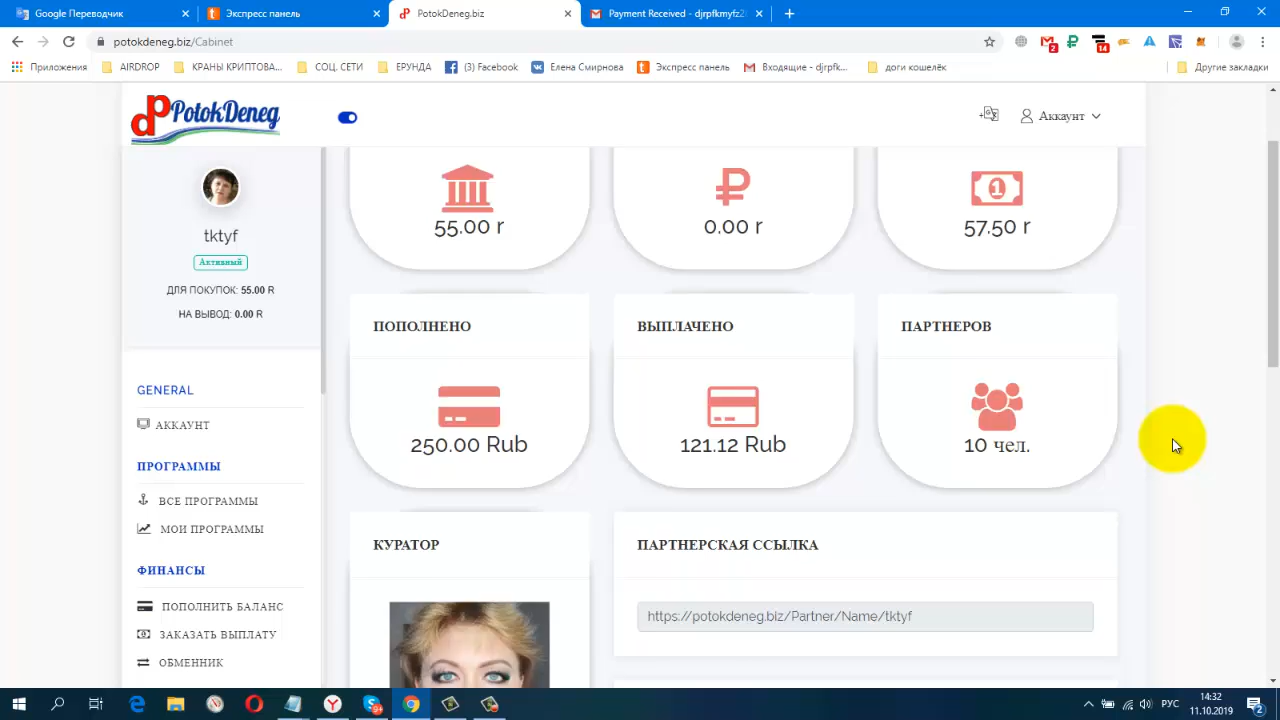 Google Переводчик
Экспресс панель
PotokDeneg.biz
Payment Received - djrpfkmyfz2
potokdeneg.biz/Cabinet
2
14
Приложения
AIRDROP
КРАНЫ КРИПТОВА...
СОЦ. СЕТИ
ЕРУНДА
(3) Facebook
Елена Смирнова
Экспресс панель
Входящие - djrpfk...
доги кошелёк
Другие закладки
PotokDeneg
Аккаунт
tktyf
Активный
ДЛЯ ПОКУПОК: 55.00 R
НА ВЫВОД: 0.00 R
GENERAL
АККАУНТ
ПРОГРАММЫ
ВСЕ ПРОГРАММЫ
МОИ ПРОГРАММЫ
ФИНАНСЫ
ПОПОЛНИТЬ БАЛАНС
ЗАКАЗАТЬ ВЫПЛАТУ
ОБМЕННИК
55.00 r
0.00 r
57.50 r
ПОПОЛНЕНО
250.00 Rub
ВЫПЛАЧЕНО
121.12 Rub
ПАРТНЕРОВ
10 чел.
КУРАТОР
ПАРТНЕРСКАЯ ССЫЛКА
https://potokdeneg.biz/Partner/Name/tktyf
РУС
14:32
11.10.2019
2